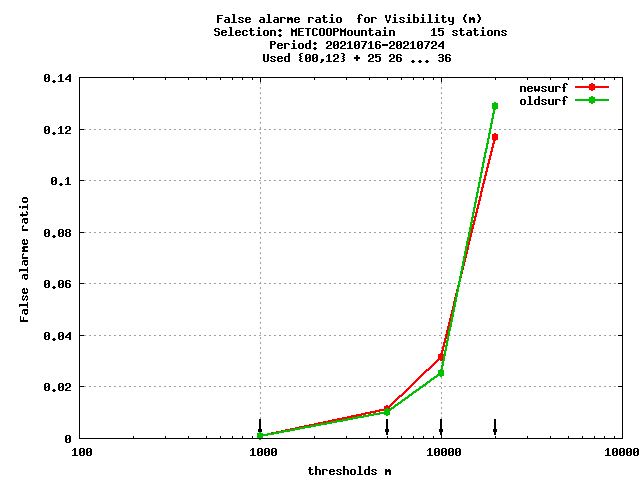 False alarme ratio  for Visibility (m)
Selection: METCOOPMountain     15 stations
Period: 20210716-20210724
Used {00,12} + 25 26 ... 36
newsurf
oldsurf
False alarme ratio
0.14
0.12
0.1
0.08
0.06
0.04
0.02
0
100 1000 10000 10000
thresholds m